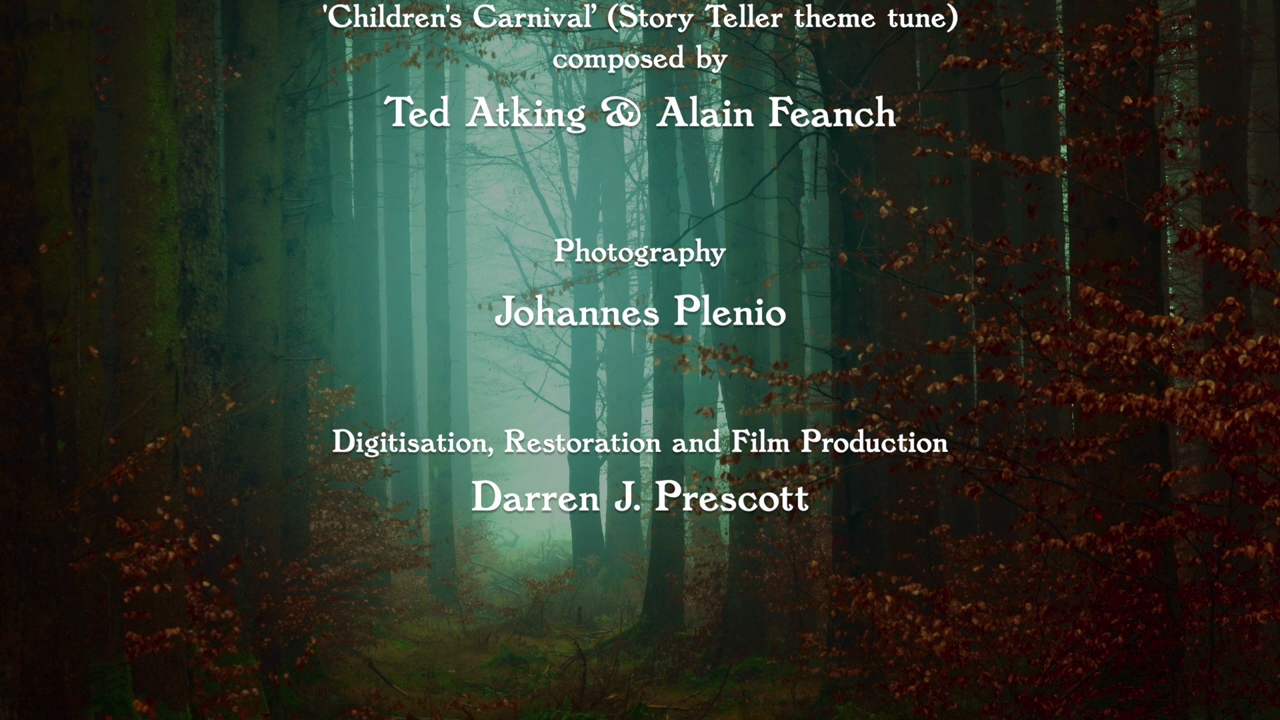 'Children's Carnival' (Story Teller theme tune)
composed by
Ted Atking & Alain Feanch
Photography
Johannes Plenio
Digitisation, Restoration and Film Production
Darren J. Prescott